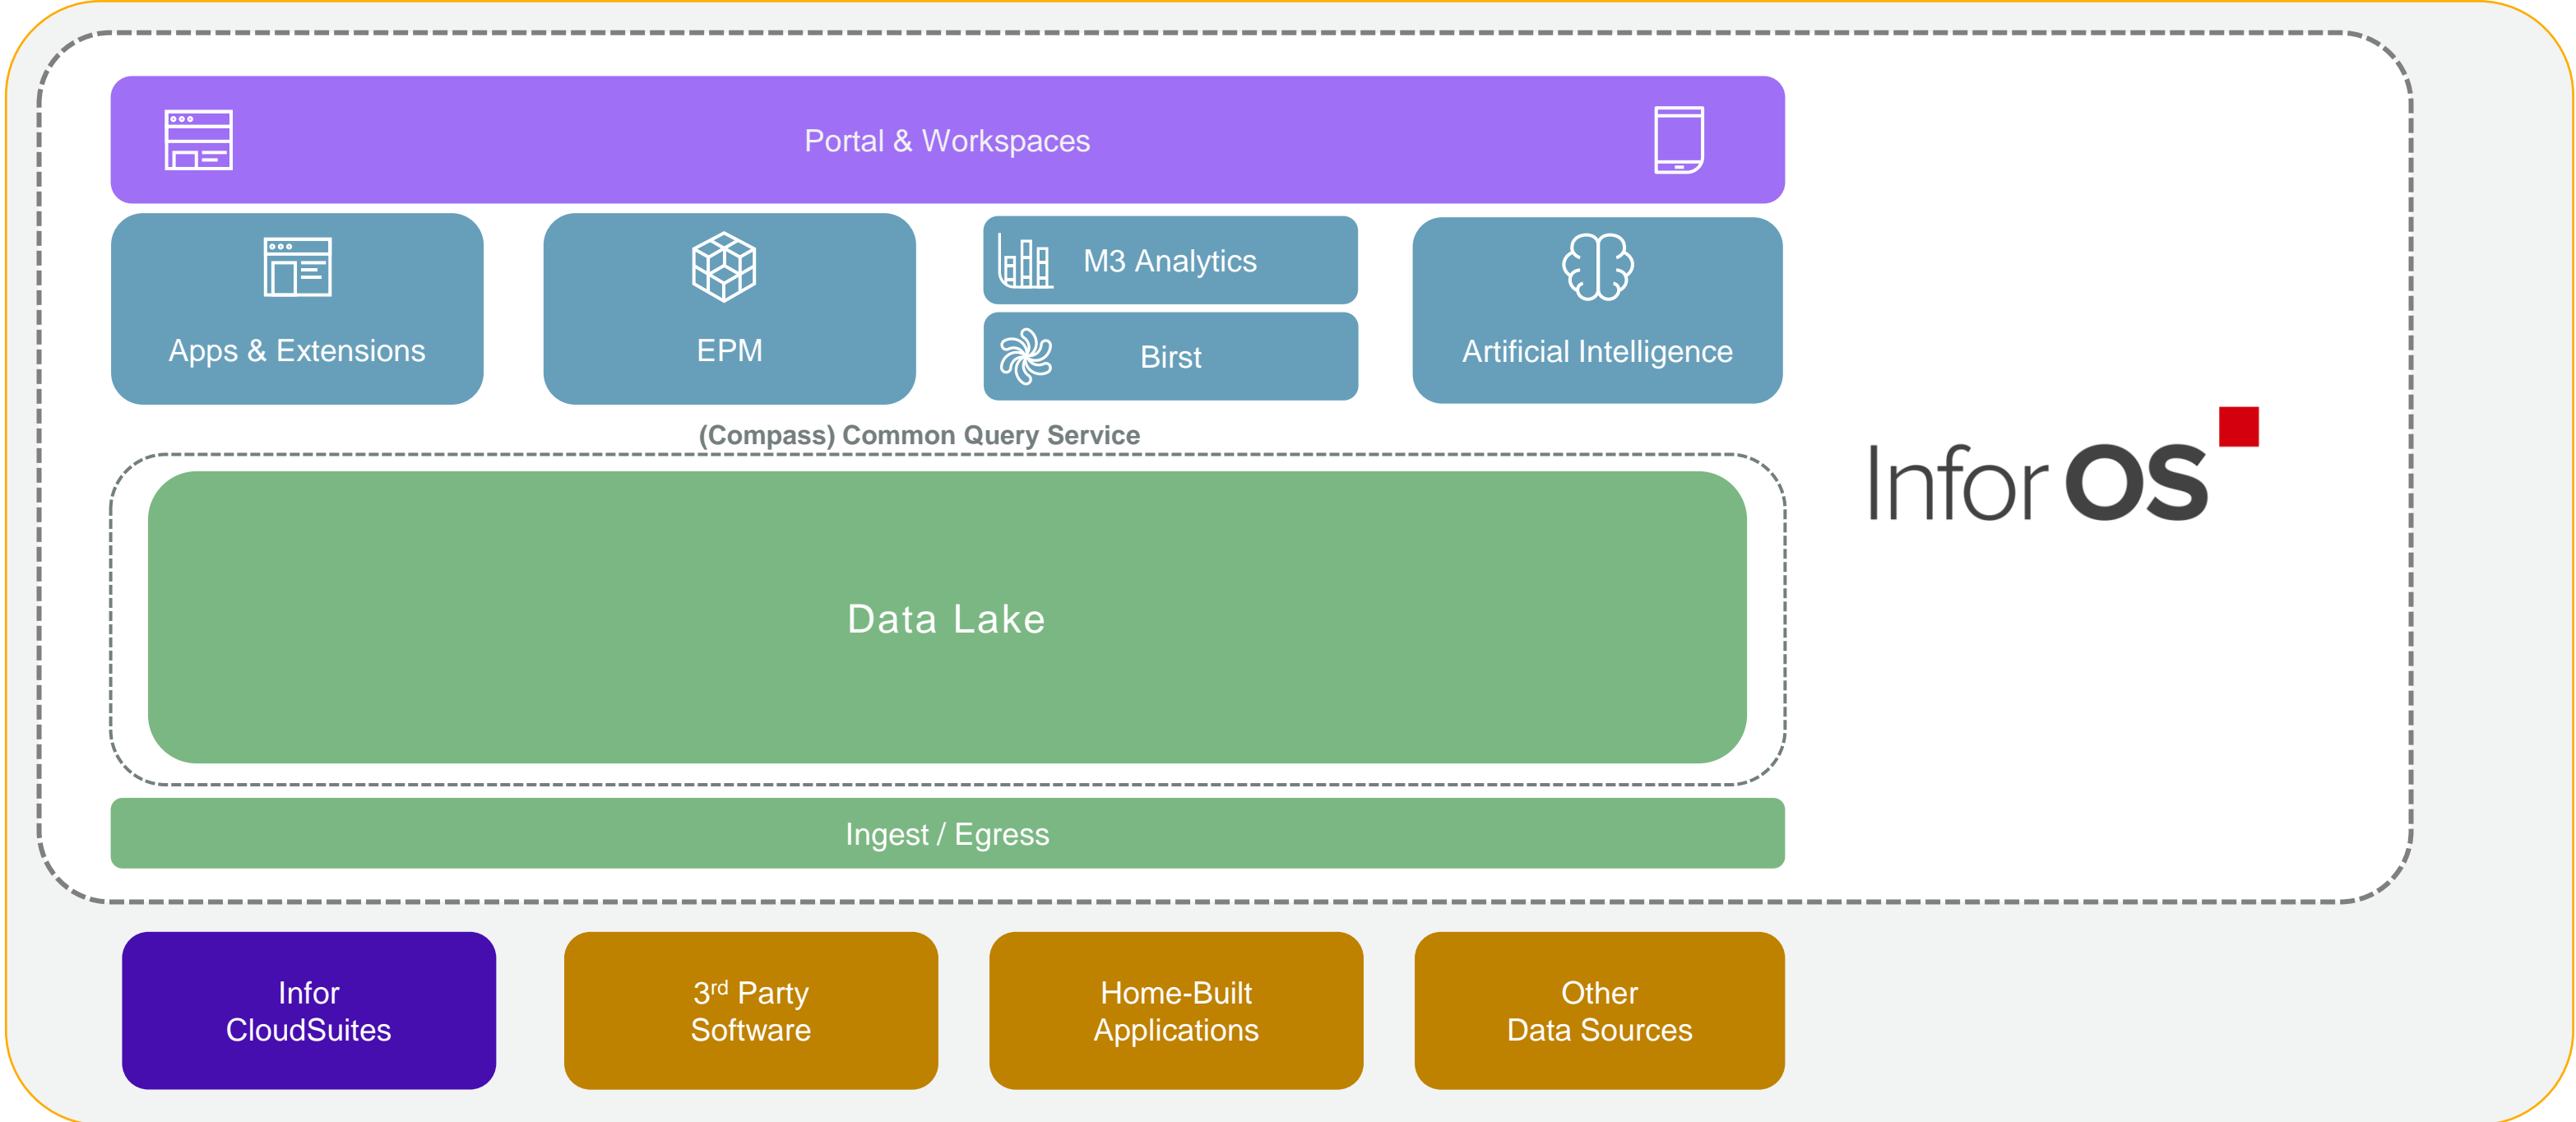 Portal & Workspaces
Apps & Extensions
EPM
M3 Analytics
Birst
Artificial Intelligence
(Compass) Common Query Service
Data Lake
Infor OS
Ingest / Egress
Infor
CloudSuites
3rd Party
Software
Home-Built
Applications
Other
Data Sources